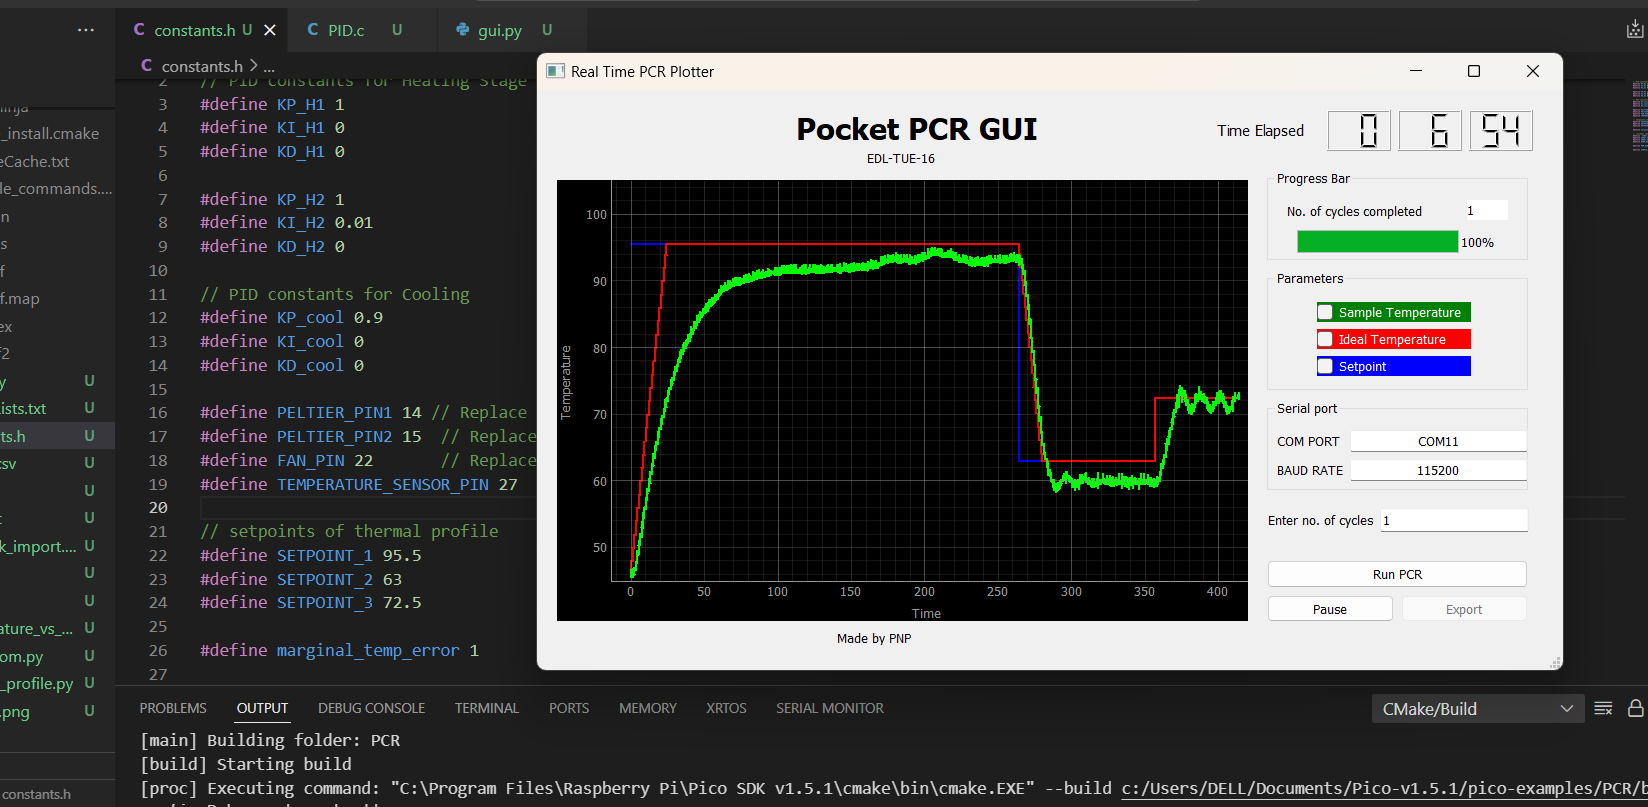 constants.h U
PID.c U
gui.py U
constants.h > ...
_install.cmake
eCache.txt
le_commands....
n
s
f
f.map
ex
f2
y U
ists.txt U
ts.h U
sv U
U
t U
k_import.... U
U
U
ature_vs_... U
om.py U
_profile.py U
.png U
constants.h
2 // PID constants for Heating Stage
3 #define KP_H1 1
4 #define KI_H1 0
5 #define KD_H1 0
6
7 #define KP_H2 1
8 #define KI_H2 0.01
9 #define KD_H2 0
10
11 // PID constants for Cooling
12 #define KP_cool 0.9
13 #define KI_cool 0
14 #define KD_cool 0
15
16 #define PELTIER_PIN1 14 // Replace
17 #define PELTIER_PIN2 15 // Replace
18 #define FAN_PIN 22 // Replace
19 #define TEMPERATURE_SENSOR_PIN 27
20
21 // setpoints of thermal profile
22 #define SETPOINT_1 95.5
23 #define SETPOINT_2 63
24 #define SETPOINT_3 72.5
25
26 #define marginal_temp_error 1
27
Real Time PCR Plotter
Pocket PCR GUI
EDL-TUE-16
Time Elapsed 0 6 54
100
90
80
70
60
50
Temperature
0 50 100 150 200 250 300 350 400
Time
Made by PNP
Progress Bar
No. of cycles completed 1
100%
Parameters
Sample Temperature
Ideal Temperature
Setpoint
Serial port
COM PORT COM11
BAUD RATE 115200
Enter no. of cycles 1
Run PCR
Pause Export
PROBLEMS OUTPUT DEBUG CONSOLE TERMINAL PORTS MEMORY XRTOS SERIAL MONITOR
CMake/Build
[main] Building folder: PCR
[build] Starting build
[proc] Executing command: "C:\Program Files\Raspberry Pi\Pico SDK v1.5.1\cmake\bin\cmake.EXE" --build c:/Users/DELL/Documents/Pico-v1.5.1/pico-examples/PCR/b